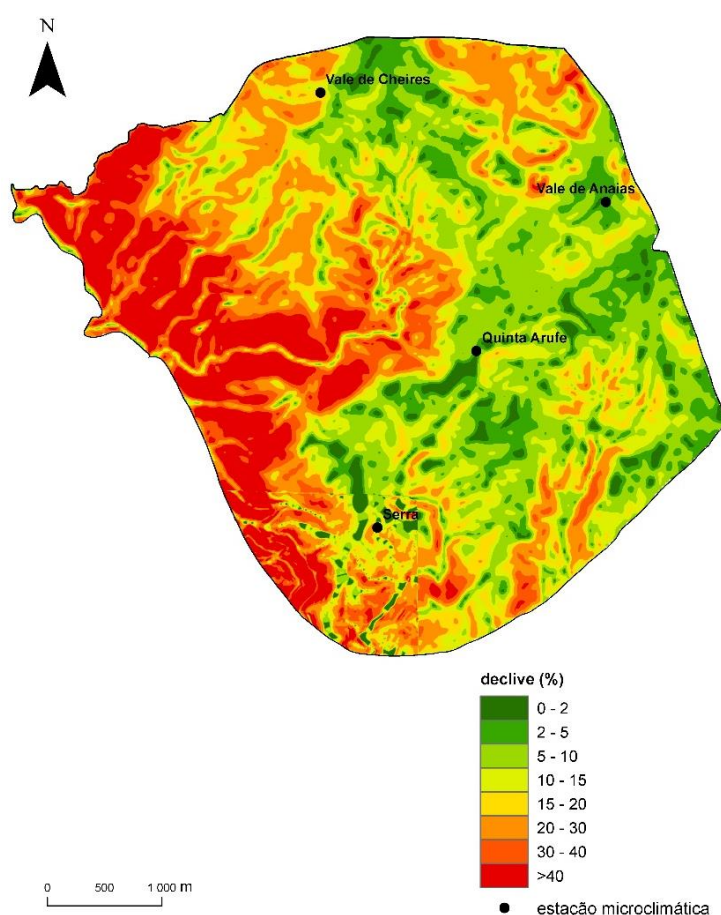 N
Vale de Cheires
Vale de Anaias
Quinta Arufe
Serra
declive (%)
0 - 2
2 - 5
5 - 10
10 - 15
15 - 20
20 - 30
30 - 40
>40
0 500 1 000 m
estação microclimática